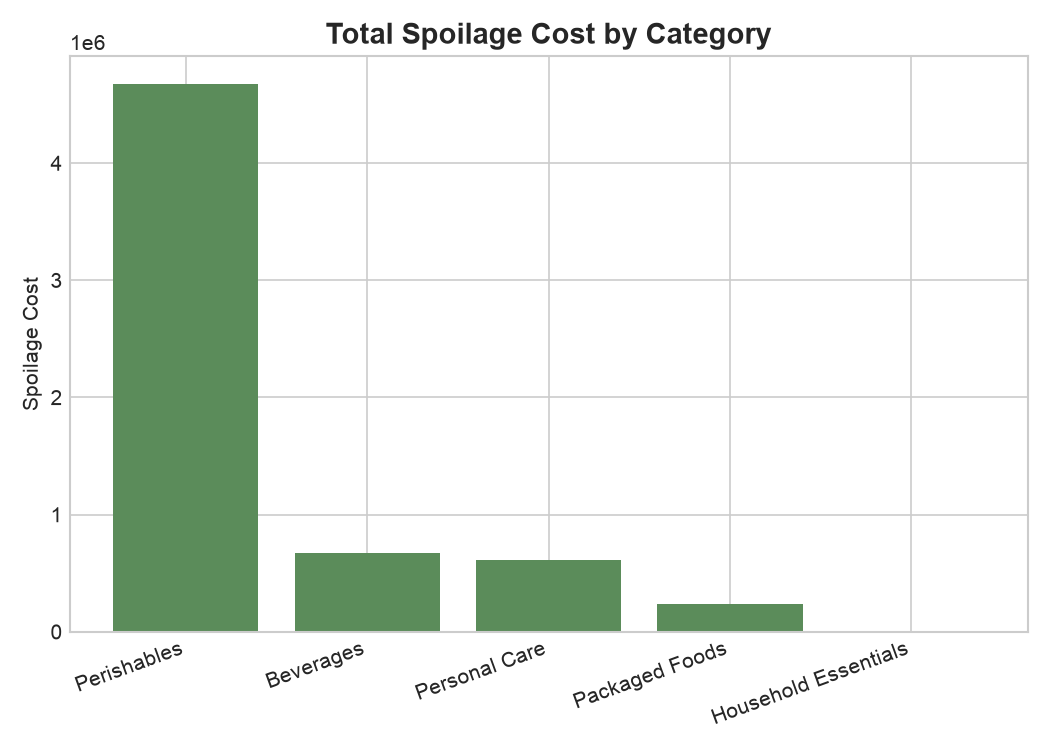 Total Spoilage Cost by Category
1e6
4
3
2
1
0
Spoilage Cost
Perishables
Beverages
Personal Care
Packaged Foods
Household Essentials